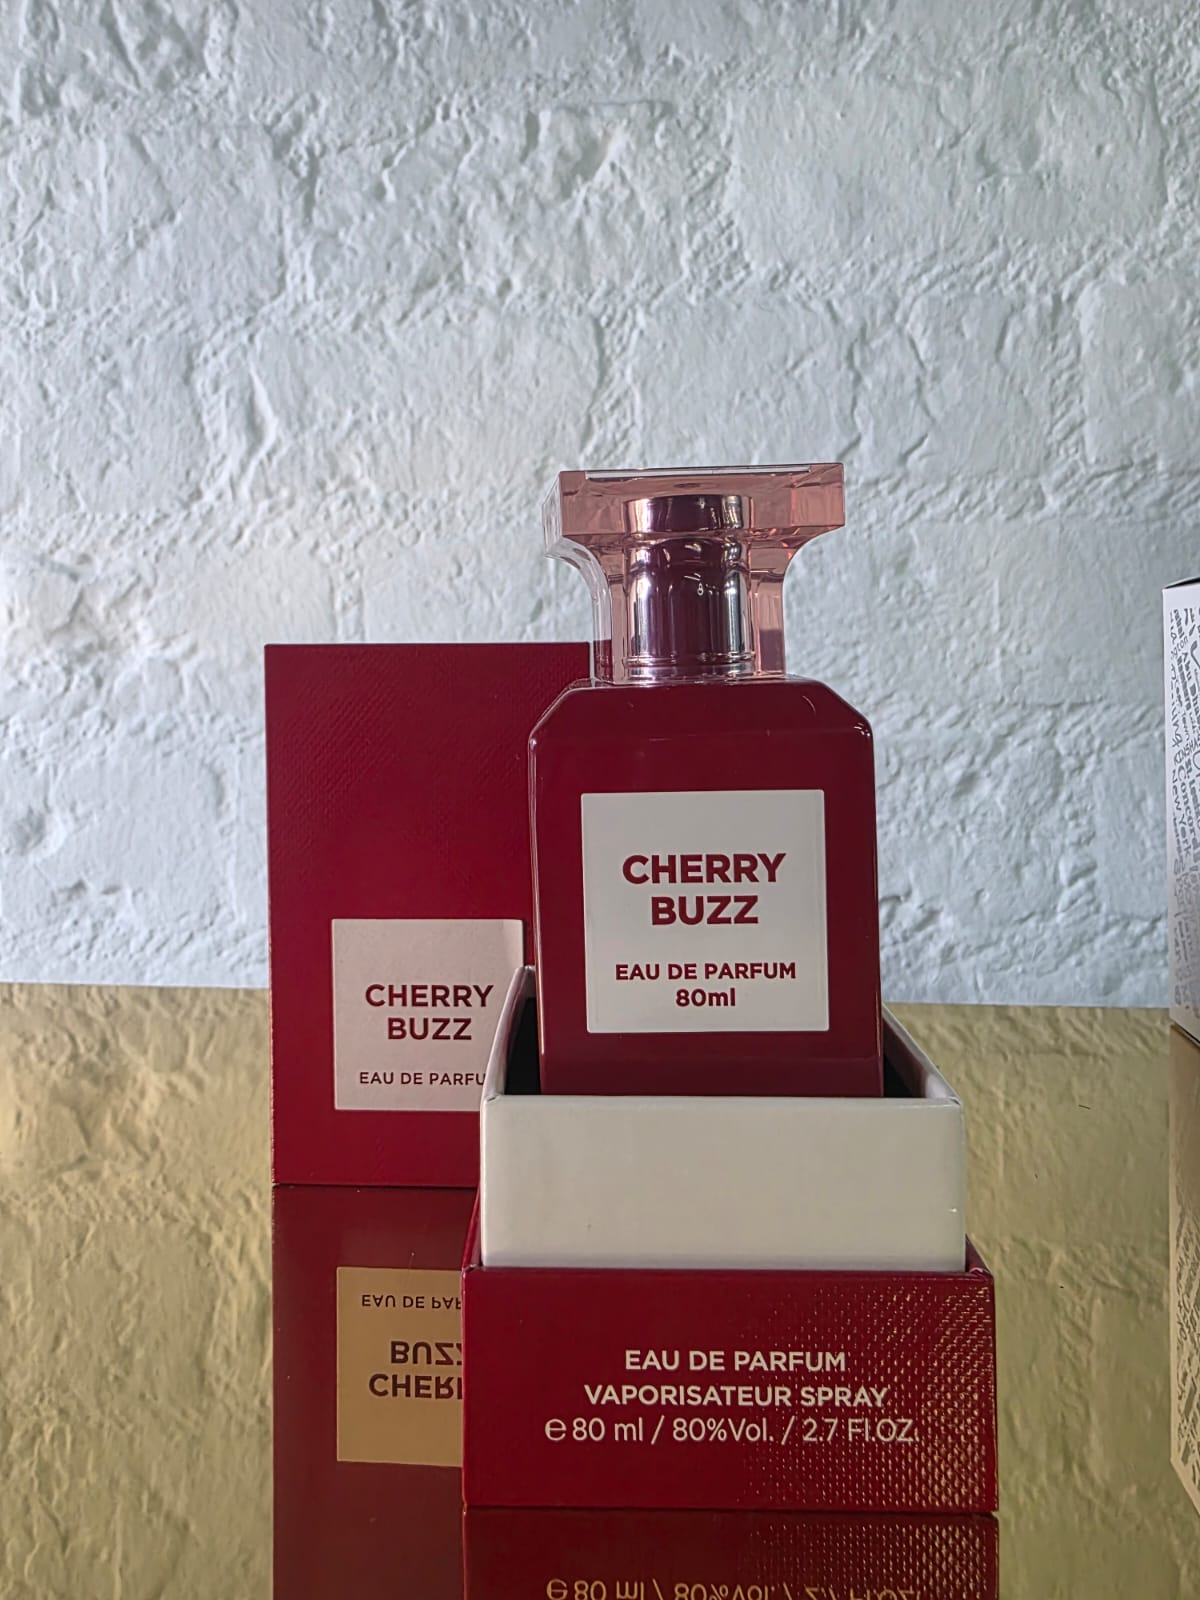 CHERRY
BUZZ
EAU DE PARFUM
80ml
CHERRY
BUZZ
EAU DE PARFU
EAU DE PARFUM
VAPORISATEUR SPRAY
℮ 80 ml / 80%Vol. / 2.7 Fl.OZ.